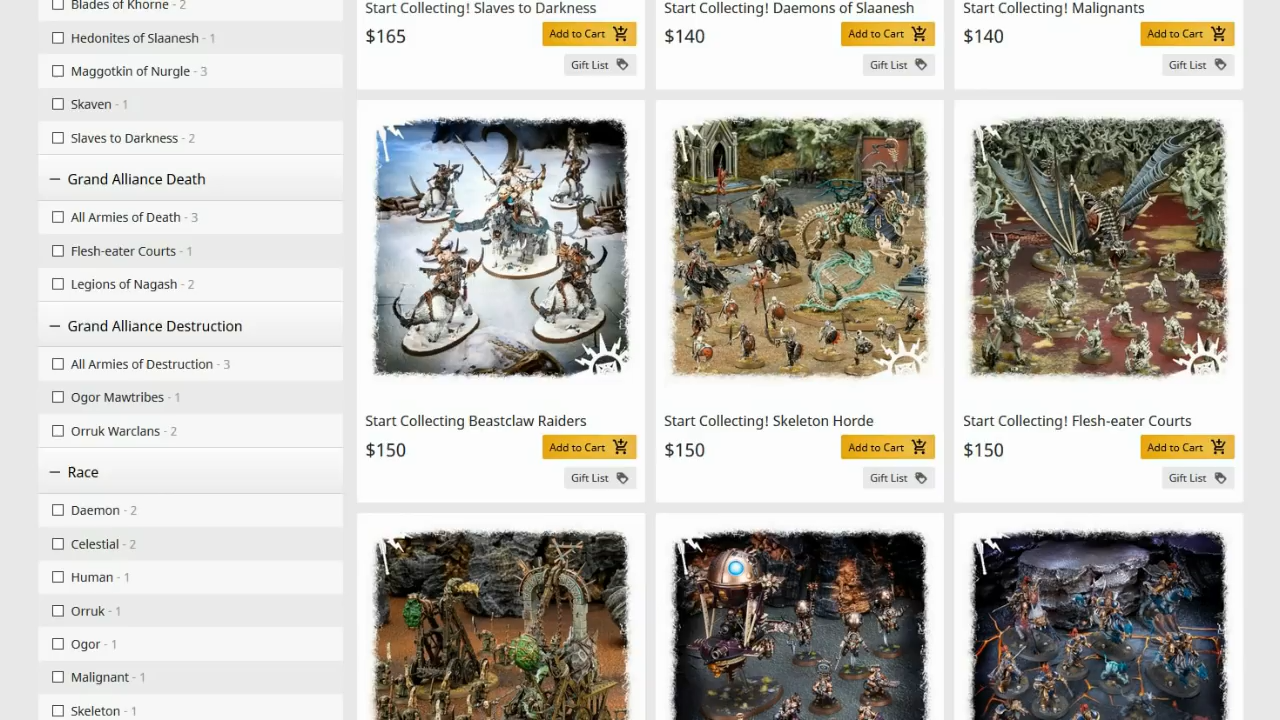 Blades of Khorne - 2
Hedonites of Slaanesh - 1
Maggotkin of Nurgle - 3
Skaven - 1
Slaves to Darkness - 2
— Grand Alliance Death
All Armies of Death - 3
Flesh-eater Courts - 1
Legions of Nagash - 2
— Grand Alliance Destruction
All Armies of Destruction - 3
Ogor Mawtribes - 1
Orruk Warclans - 2
— Race
Daemon - 2
Celestial - 2
Human - 1
Orruk - 1
Ogor - 1
Malignant - 1
Skeleton - 1
Start Collecting! Slaves to Darkness
$165
Add to Cart
Gift List
Start Collecting! Daemons of Slaanesh
$140
Add to Cart
Gift List
Start Collecting! Malignants
$140
Add to Cart
Gift List
Start Collecting Beastclaw Raiders
$150
Add to Cart
Gift List
Start Collecting! Skeleton Horde
$150
Add to Cart
Gift List
Start Collecting! Flesh-eater Courts
$150
Add to Cart
Gift List